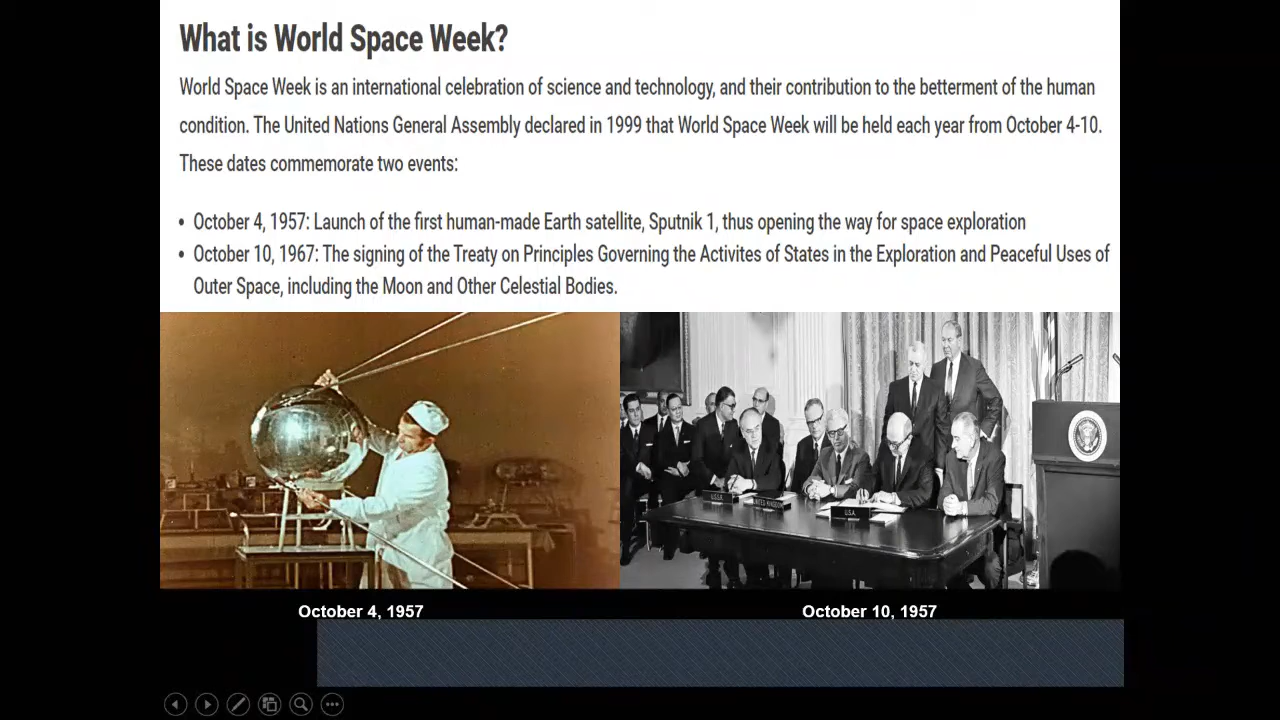 What is World Space Week?
World Space Week is an international celebration of science and technology, and their contribution to the betterment of the human
condition. The United Nations General Assembly declared in 1999 that World Space Week will be held each year from October 4-10.
These dates commemorate two events:
• October 4, 1957: Launch of the first human-made Earth satellite, Sputnik 1, thus opening the way for space exploration
• October 10, 1967: The signing of the Treaty on Principles Governing the Activites of States in the Exploration and Peaceful Uses of
Outer Space, including the Moon and Other Celestial Bodies.
U.S.S.R.
UNITED KINGDOM
U.S.A.
October 4, 1957
October 10, 1957